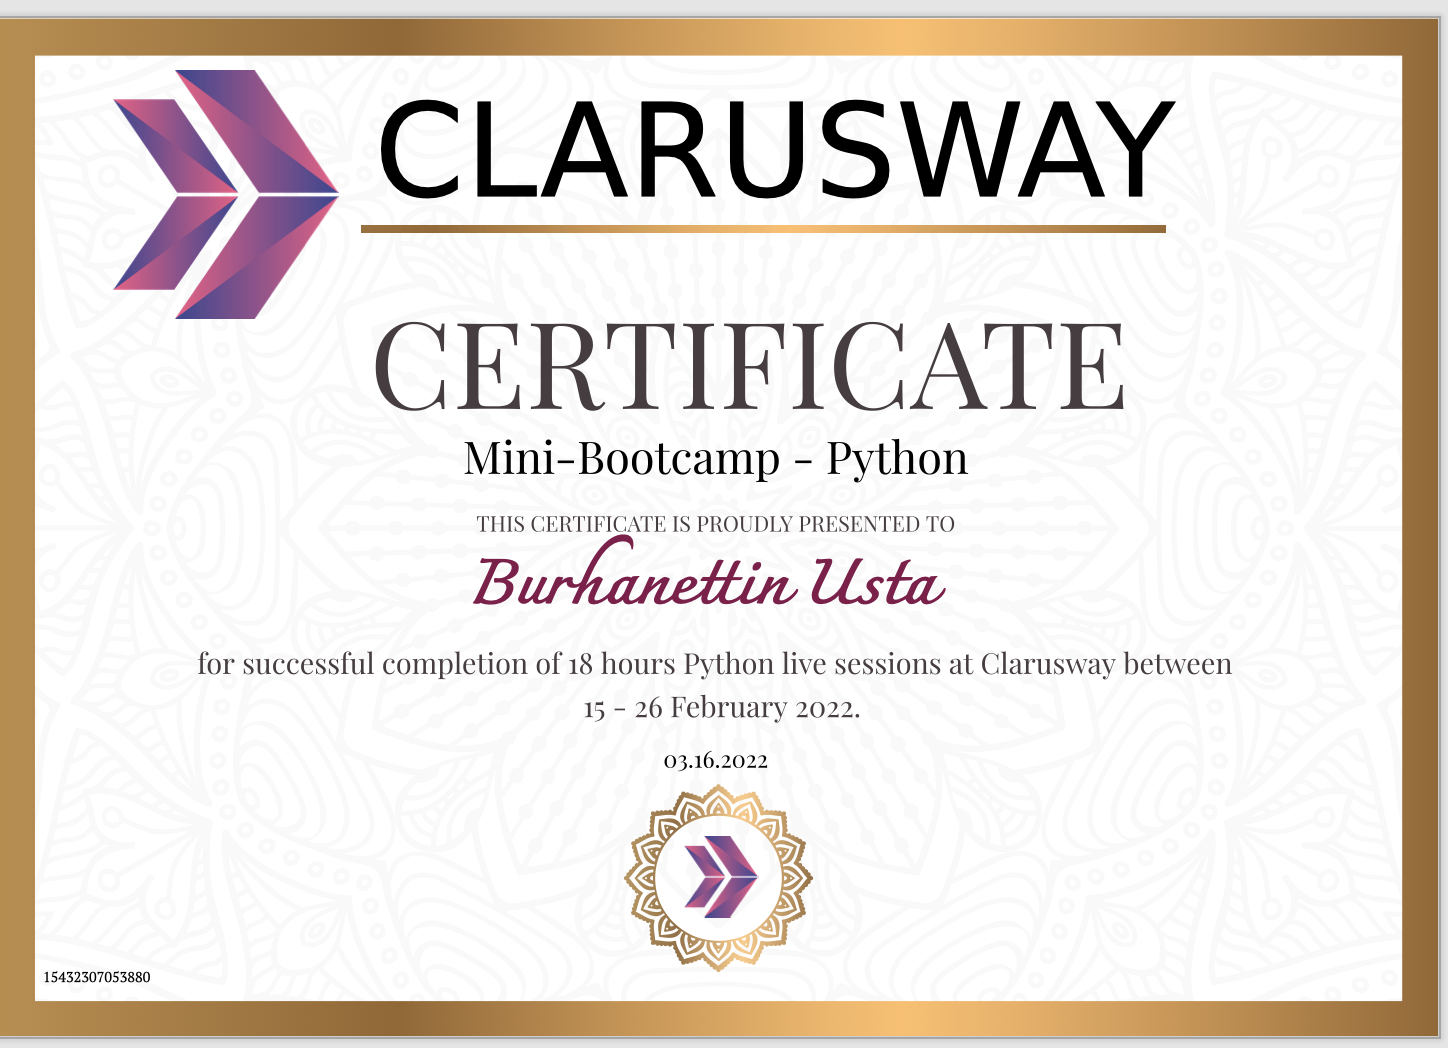 CLARUSWAY
CERTIFICATE
Mini-Bootcamp - Python
THIS CERTIFICATE IS PROUDLY PRESENTED TO
Burhanettin Usta
for successful completion of 18 hours Python live sessions at Clarusway between
15 - 26 February 2022.
03.16.2022
15432307053880